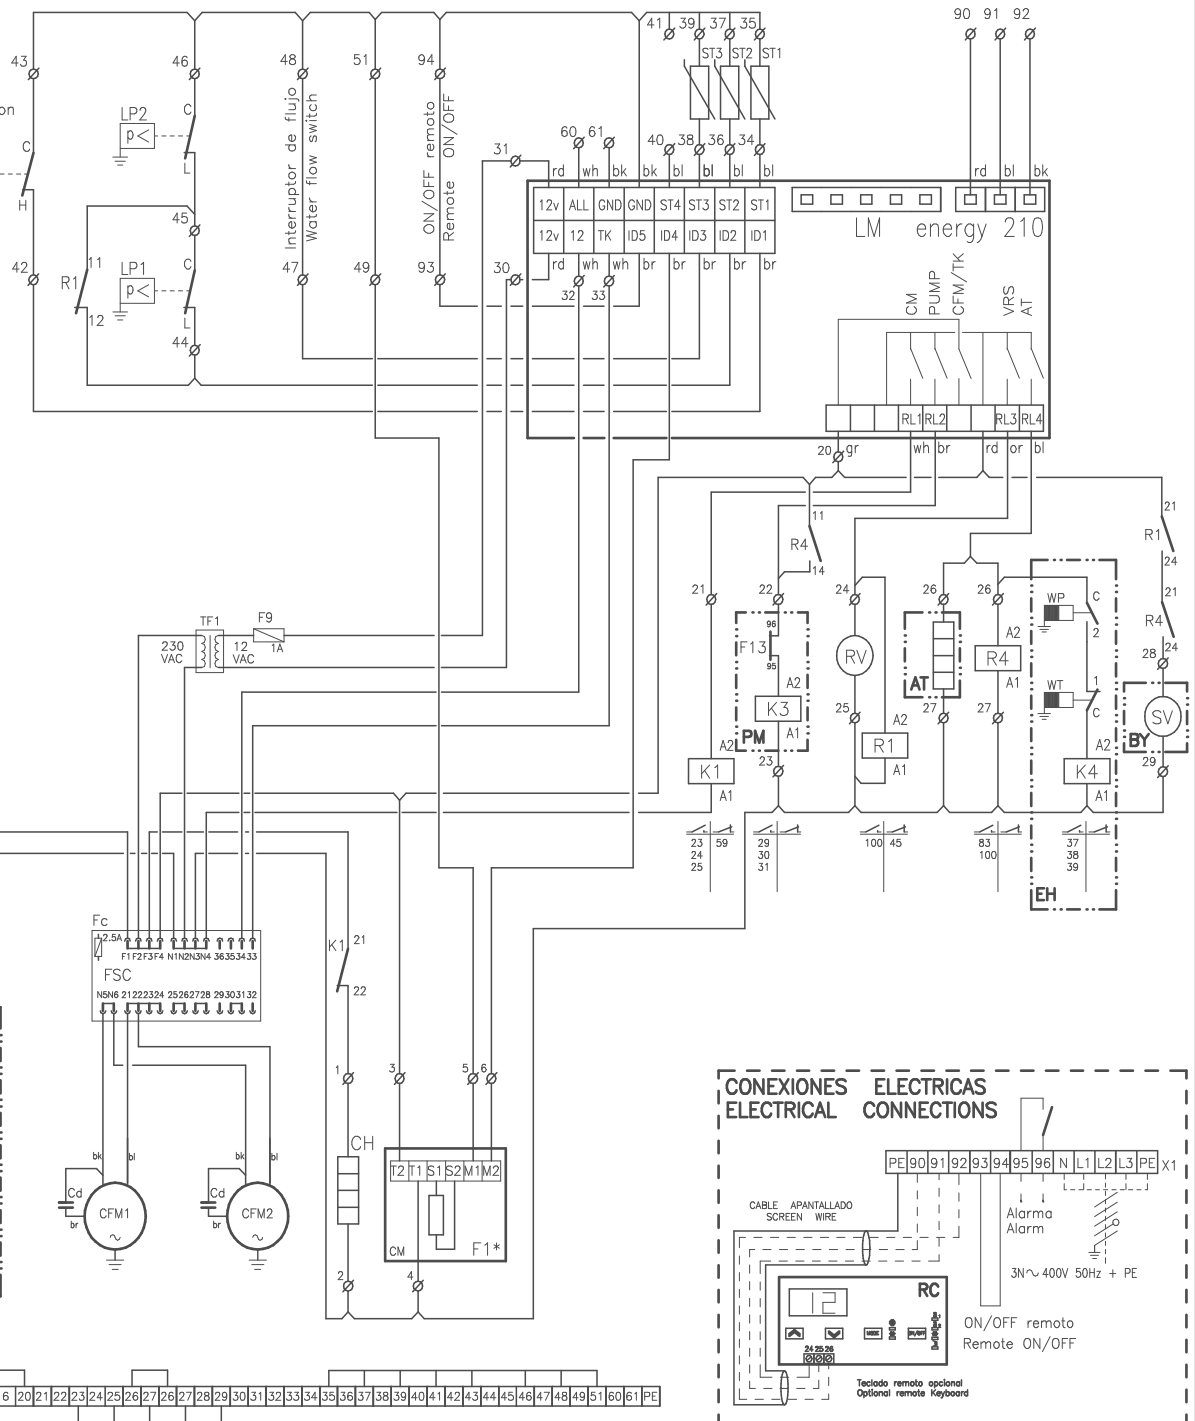 41 39 37 35 90 91 92
43 46 48 51 94
ST3 ST2 ST1
on
LP2 C
p<
L
C
H
Interruptor de flujo
Water flow switch
ON/OFF remoto
Remote ON/OFF
31 60 61 40 38 36 34
rd wh bk bk bl bl bl bl rd bl bk
12v ALL GND GND ST4 ST3 ST2 ST1
12v 12 TK ID5 ID4 ID3 ID2 ID1
LM energy 210
45
42 R1 11 LP1 C 47 49 93 30
p<
L
12
44
rd wh wh br br br br br
32 33
CM PUMP CFM/TK VRS AT
RL1 RL2 RL3 RL4
20 gr wh br rd or bl
11
R4
14
21
R1
24
21
R4
24
28
21 22 24 26 26
TF1 F9
230 VAC 12 VAC 1A
96
F13
95
A2
K3
A1
PM
23
RV
25
A2
R1
A1
AT
27
A2
R4
A1
27
WP C
2
WT 1
C
A2
K4
A1
EH
SV
BY
29
A2
K1
A1
23 59
24
25
29
30
31
100 45
83
100
37
38
39
Fc
2.5A
F1 F2 F3 F4 N1 N2 N3 N4 36 35 34 33
FSC
N5 N6 21 22 23 24 25 26 27 28 29 30 31 32
K1 21
22
1 3 5 6
bk bl bk bl
Cd CFM1 Cd CFM2
br br
CH
T2 T1 S1 S2 M1 M2
CM F1*
2 4
CONEXIONES ELECTRICAS
ELECTRICAL CONNECTIONS
PE 90 91 92 93 94 95 96 N L1 L2 L3 PE X1
CABLE APANTALLADO
SCREEN WIRE
Alarma
Alarm
3N~400V 50Hz + PE
RC
12
MODE ON/OFF
24 25 26
ON/OFF remoto
Remote ON/OFF
Teclado remoto opcional
Optional remote Keyboard
6 20 21 22 23 24 25 26 27 26 27 28 29 30 31 32 33 34 35 36 37 38 39 40 41 42 43 44 45 46 47 48 49 51 60 61 PE